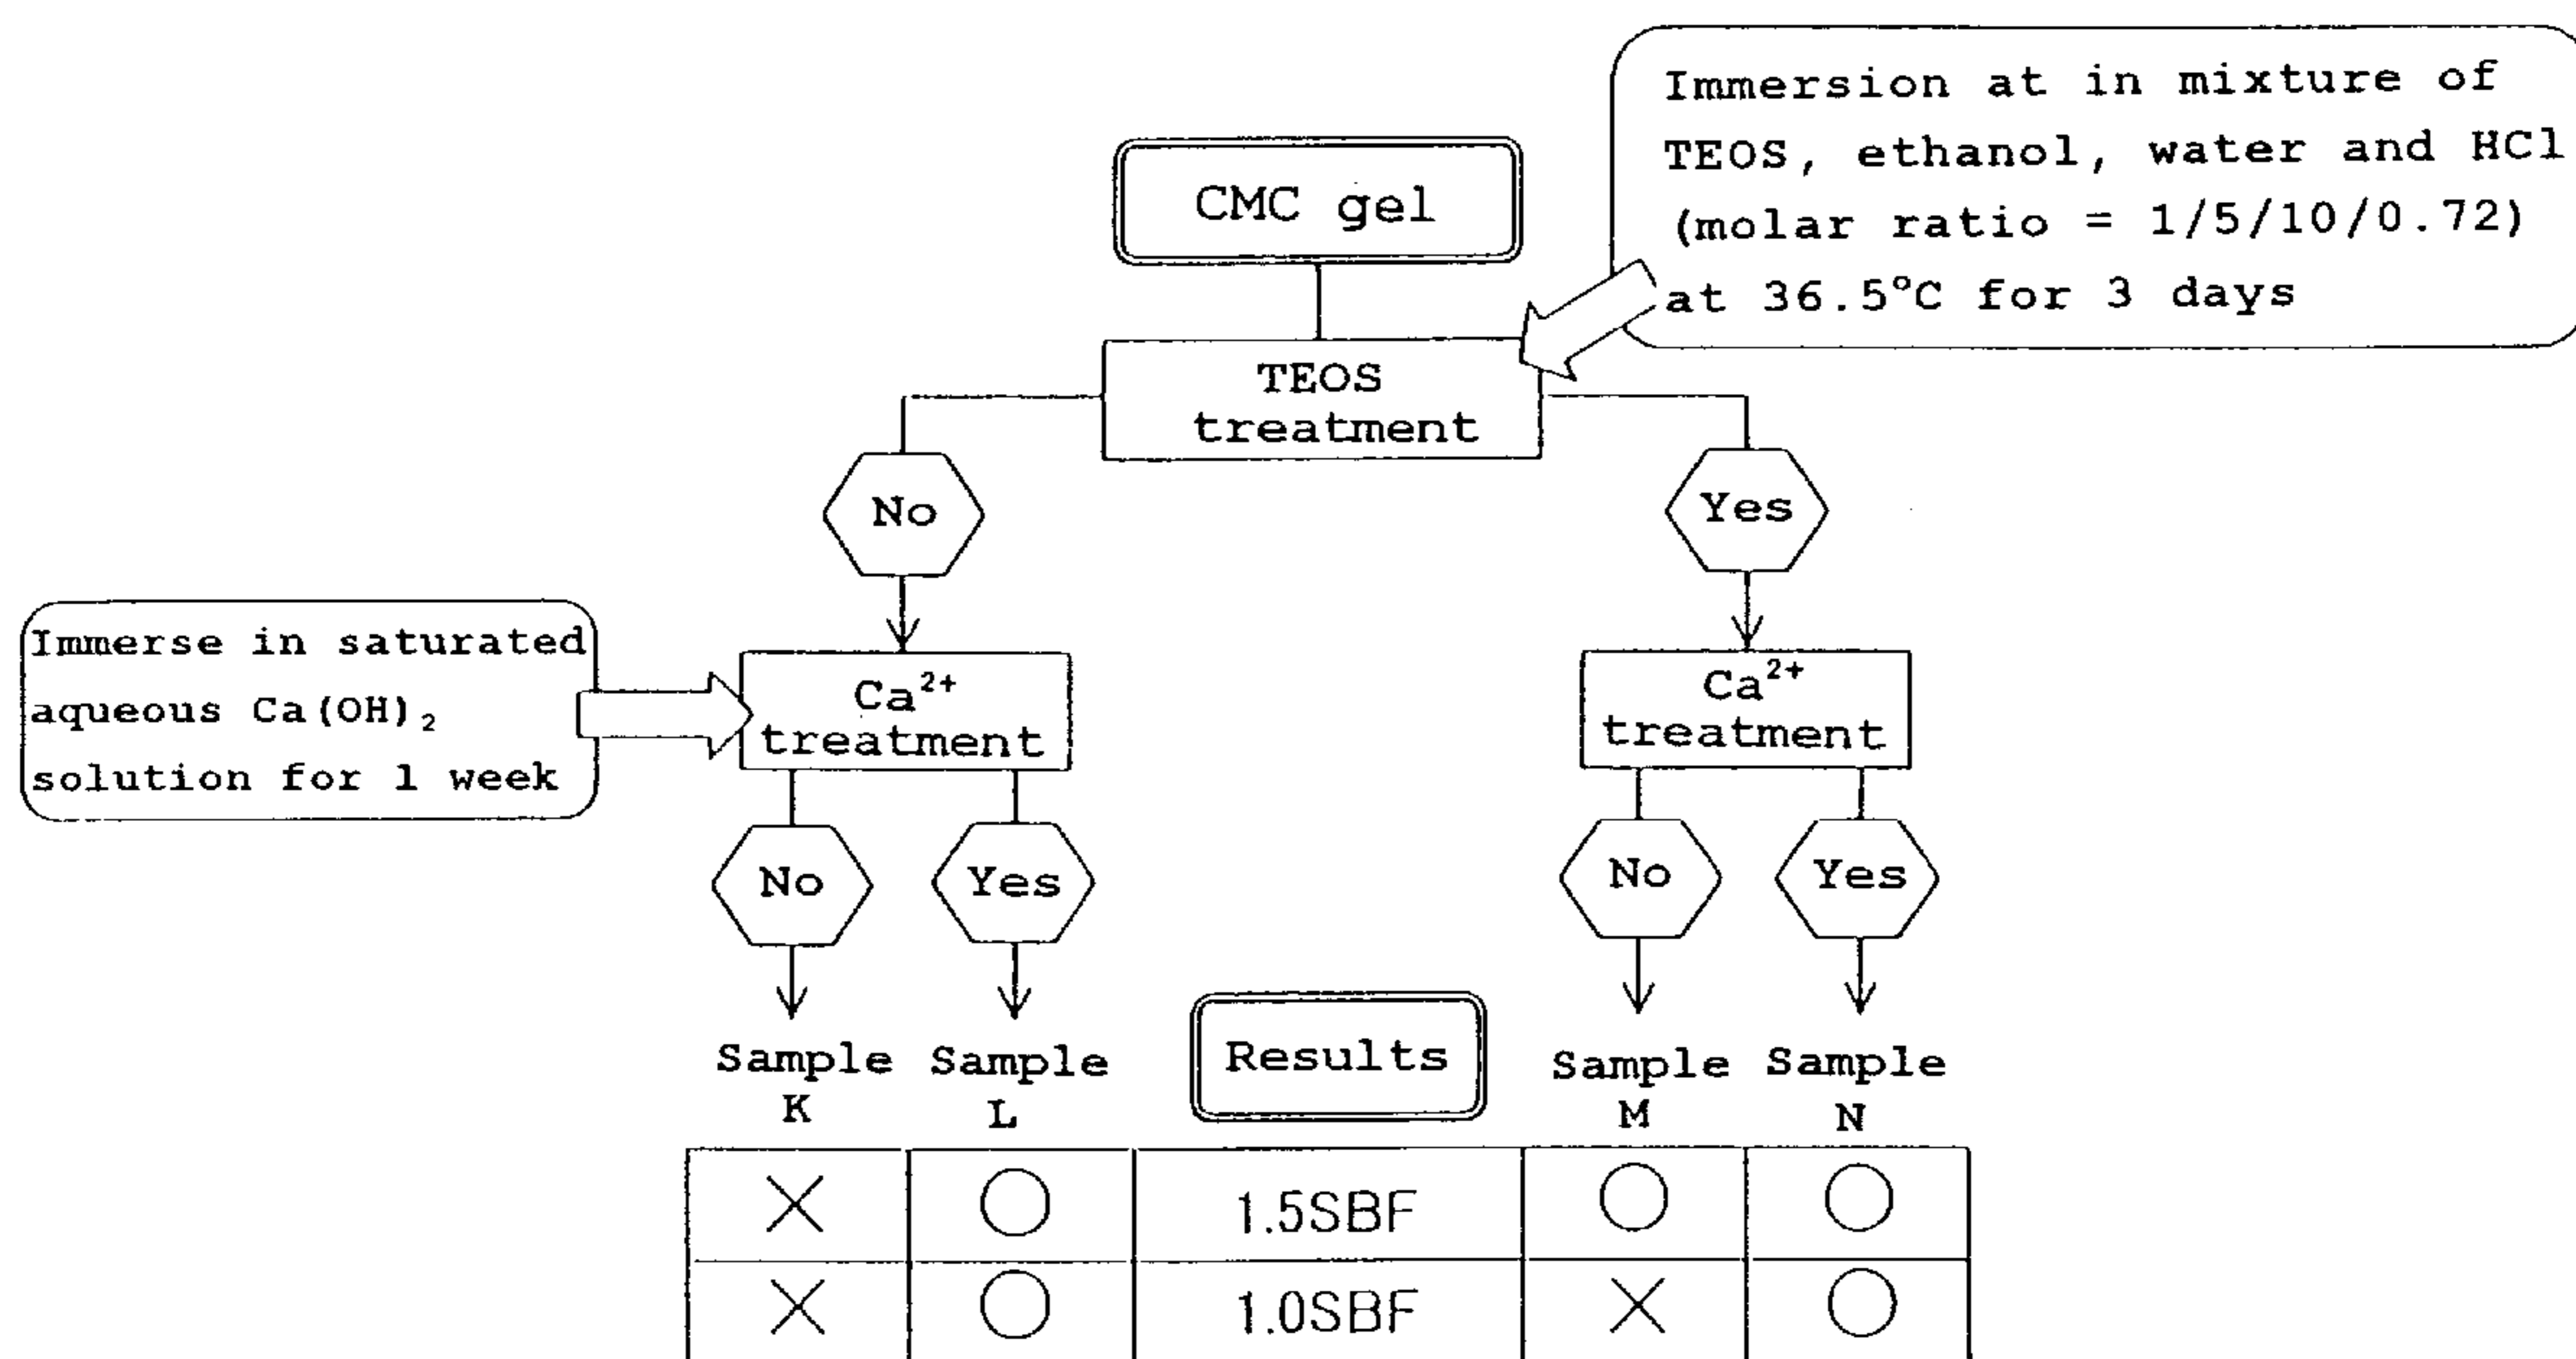 Immersion at in mixture of
TEOS, ethanol, water and HCl
(molar ratio = 1/5/10/0.72)
at 36.5°C for 3 days
CMC gel
TEOS
treatment
No
Yes
Immerse in saturated
aqueous Ca(OH)₂
solution for 1 week
Ca²⁺
treatment
Ca²⁺
treatment
No
Yes
No
Yes
Sample
K
Sample
L
Results
Sample
M
Sample
N
× ○ 1.5SBF ○ ○
× ○ 1.0SBF × ○